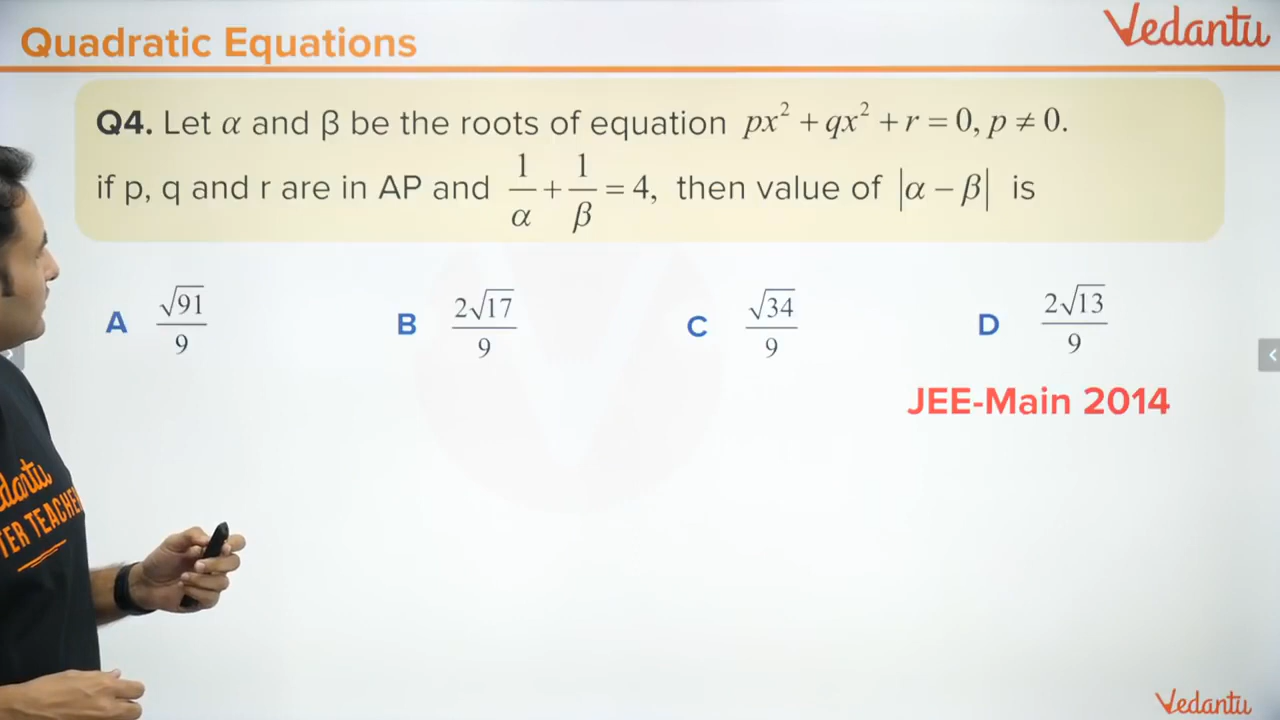 Quadratic Equations
Vedantu
Q4. Let α and β be the roots of equation px² + qx² + r = 0, p ≠ 0.
if p, q and r are in AP and 1/α + 1/β = 4, then value of |α − β| is
A √91/9
B 2√17/9
C √34/9
D 2√13/9
JEE-Main 2014
Vedantu